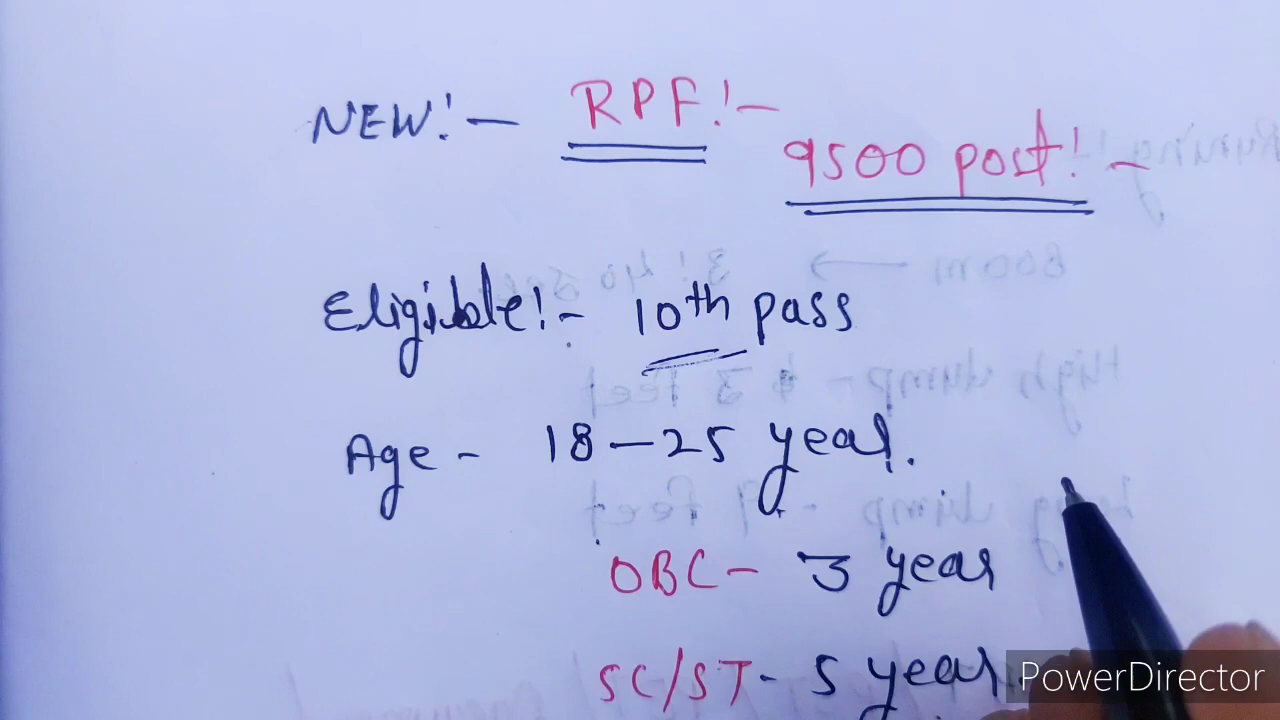 NEW!- RPF!-
9500 post!-
Eligible!- 10th pass
Age - 18-25 year.
OBC- 3 year
SC/ST- 5 year.
PowerDirector